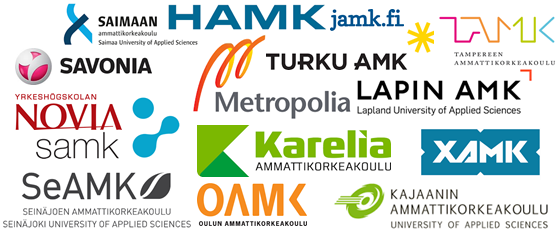 SAIMAAN
ammattikorkeakoulu
Saimaa University of Applied Sciences
HAMK
jamk.fi
TAMK
TAMPEREEN
AMMATTIKORKEAKOULU
SAVONIA
Metropolia
TURKU AMK
LAPIN AMK
Lapland University of Applied Sciences
YRKESHÖGSKOLAN
NOVIA
samk
Karelia
AMMATTIKORKEAKOULU
XAMK
SeAMK
SEINÄJOEN AMMATTIKORKEAKOULU
SEINÄJOKI UNIVERSITY OF APPLIED SCIENCES
OAMK
OULUN AMMATTIKORKEAKOULU
KAJAANIN
AMMATTIKORKEAKOULU
UNIVERSITY OF APPLIED SCIENCES